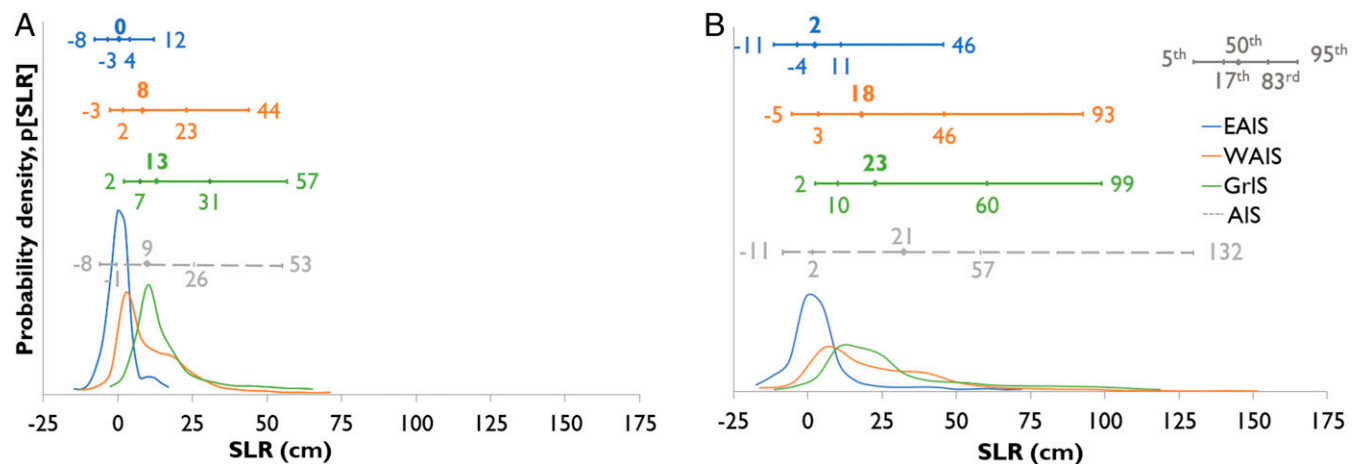 A
0
-8 12
-3 4
8
-3 44
2 23
13
2 57
7 31
9
-8 53
-1 26
Probability density, p[SLR]
-25 0 25 50 75 100 125 150 175
SLR (cm)
B
2
-11 46
-4 11
18
-5 93
3 46
23
2 99
10 60
21
-11 132
2 57
50th
5th 95th
17th 83rd
EAIS
WAIS
GrIS
AIS
-25 0 25 50 75 100 125 150 175
SLR (cm)